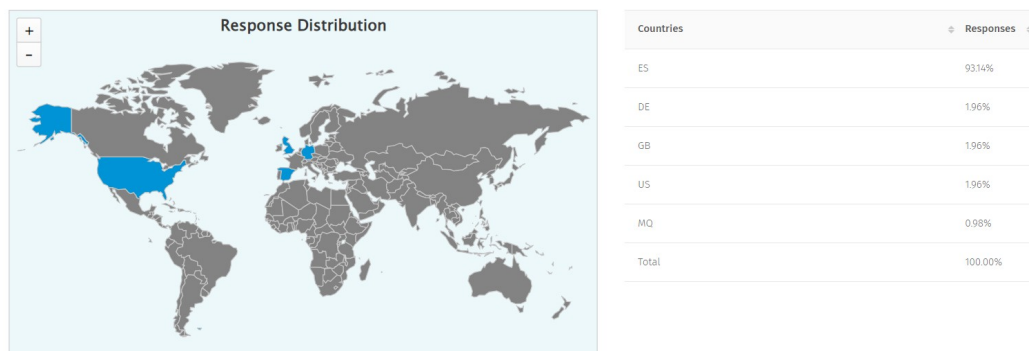 Response Distribution
+
-
Countries Responses
ES 93.14%
DE 1.96%
GB 1.96%
US 1.96%
MQ 0.98%
Total 100.00%